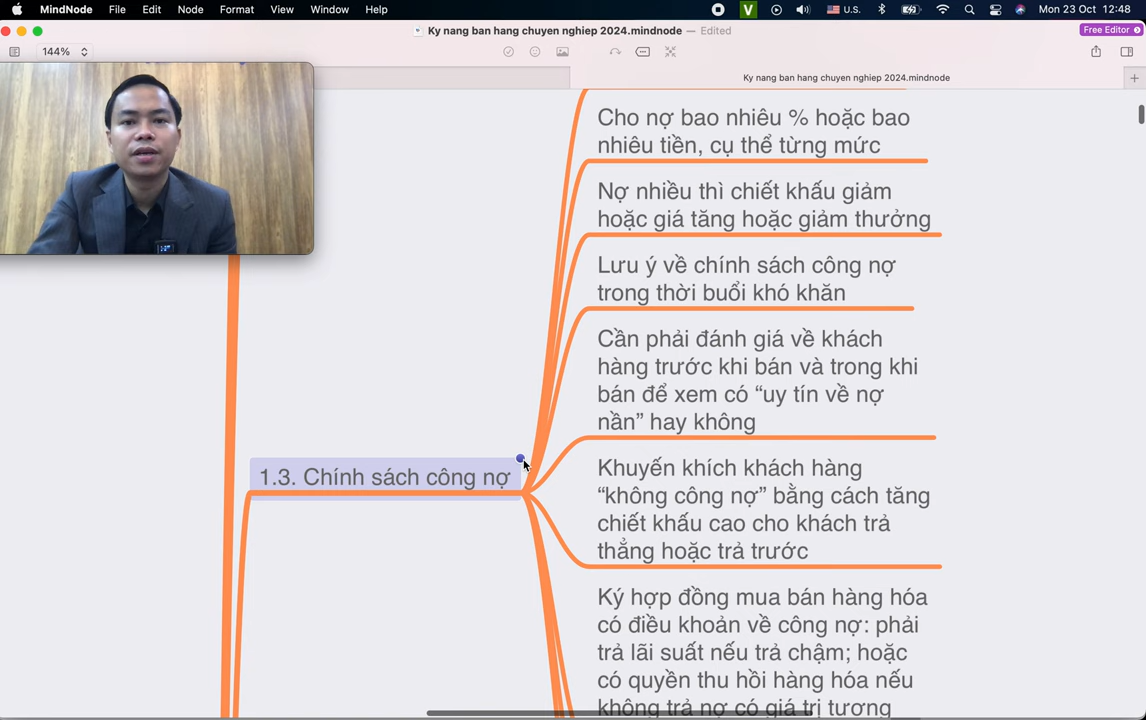 MindNode File Edit Node Format View Window Help V U.S. Mon 23 Oct 12:48
Ky nang ban hang chuyen nghiep 2024.mindnode — Edited
Free Editor
144%
Ky nang ban hang chuyen nghiep 2024.mindnode
Cho nợ bao nhiêu % hoặc bao
nhiêu tiền, cụ thể từng mức
Nợ nhiều thì chiết khấu giảm
hoặc giá tăng hoặc giảm thưởng
Lưu ý về chính sách công nợ
trong thời buổi khó khăn
Cần phải đánh giá về khách
hàng trước khi bán và trong khi
bán để xem có “uy tín về nợ
nần” hay không
1.3. Chính sách công nợ
Khuyến khích khách hàng
“không công nợ” bằng cách tăng
chiết khấu cao cho khách trả
thẳng hoặc trả trước
Ký hợp đồng mua bán hàng hóa
có điều khoản về công nợ: phải
trả lãi suất nếu trả chậm; hoặc
có quyền thu hồi hàng hóa nếu
không trả nợ có giá trị tương